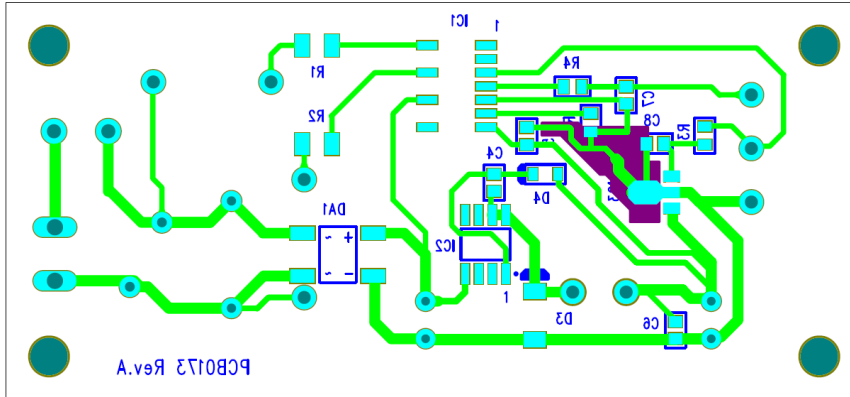 IC1
1
R1
R4
C7
R2
C8
R3
C4
D4
DA1
+
~
IC2
-
~
1
D3
C6
PCB0173 Rev.A